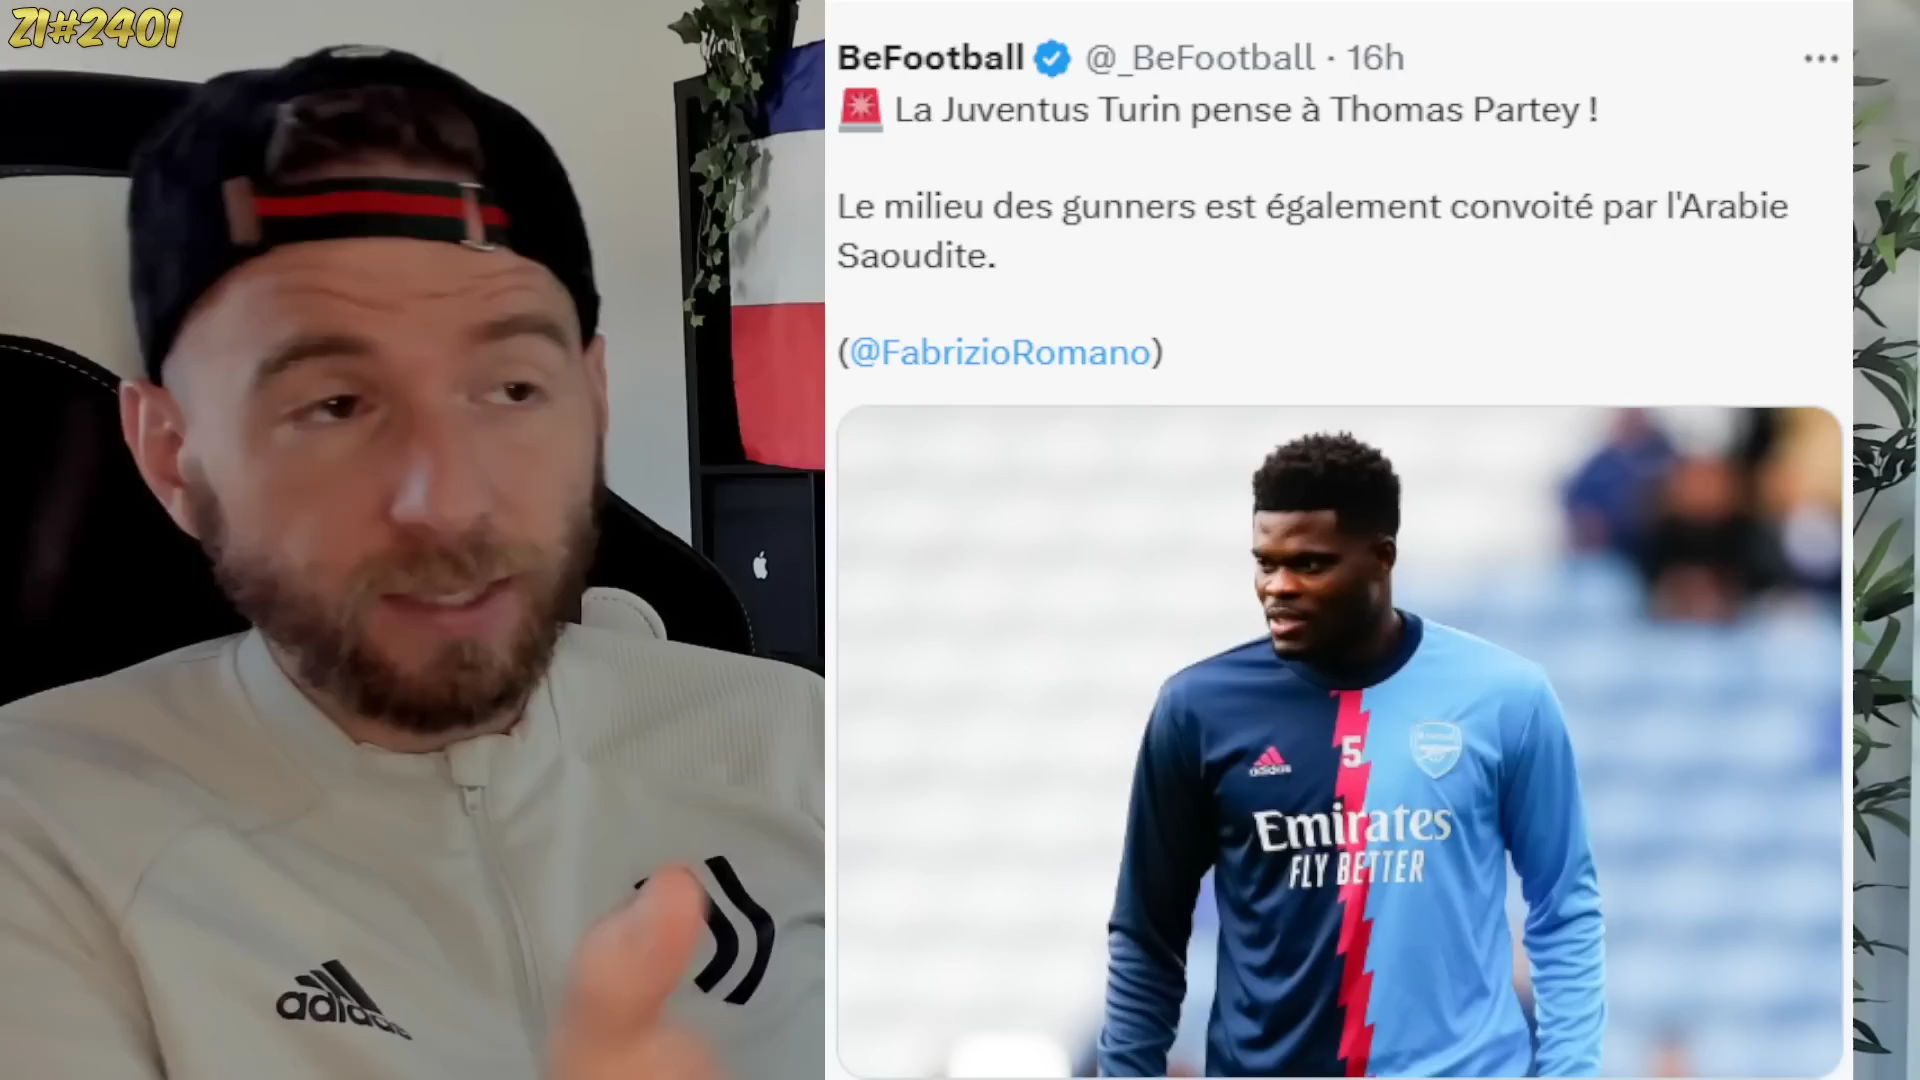 ZI#2401
BeFootball @_BeFootball · 16h
La Juventus Turin pense à Thomas Partey !
Le milieu des gunners est également convoité par l'Arabie
Saoudite.
(@FabrizioRomano)
adidas
adidas
5
Emirates
FLY BETTER